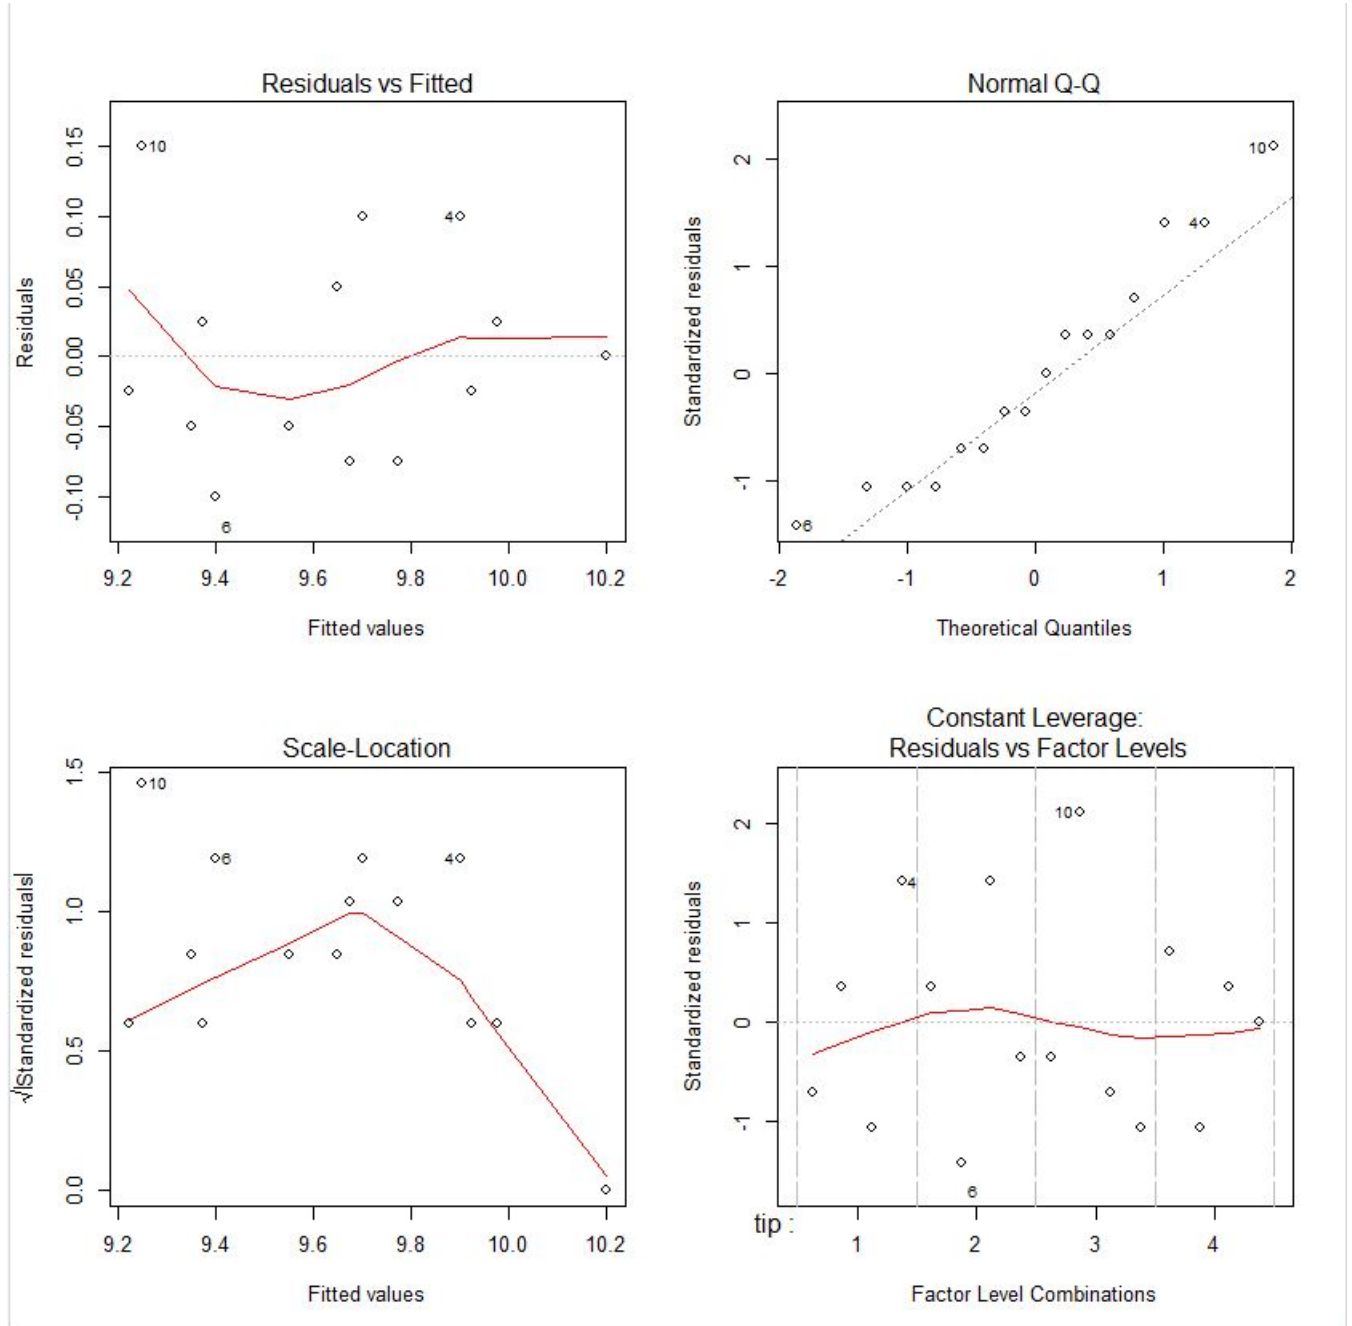 Residuals vs Fitted
Residuals
0.15
0.10
0.05
0.00
-0.05
-0.10
10
4
6
9.2 9.4 9.6 9.8 10.0 10.2
Fitted values
Normal Q-Q
Standardized residuals
2
1
0
-1
10
4
6
-2 -1 0 1 2
Theoretical Quantiles
Scale-Location
√|Standardized residuals|
1.5
1.0
0.5
0.0
10
6
4
9.2 9.4 9.6 9.8 10.0 10.2
Fitted values
Constant Leverage:
Residuals vs Factor Levels
Standardized residuals
2
1
0
-1
10
4
6
tip :
1 2 3 4
Factor Level Combinations